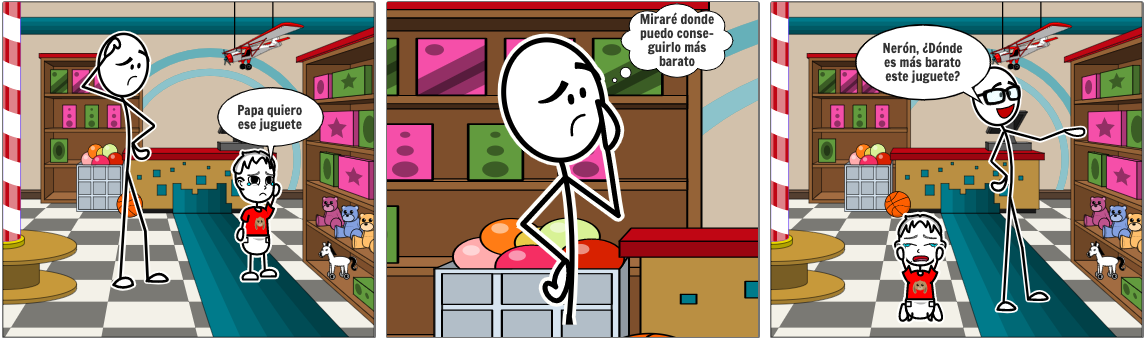 Papa quiero
ese juguete
Miraré donde
puedo conse-
guirlo más
barato
Nerón, ¿Dónde
es más barato
este juguete?